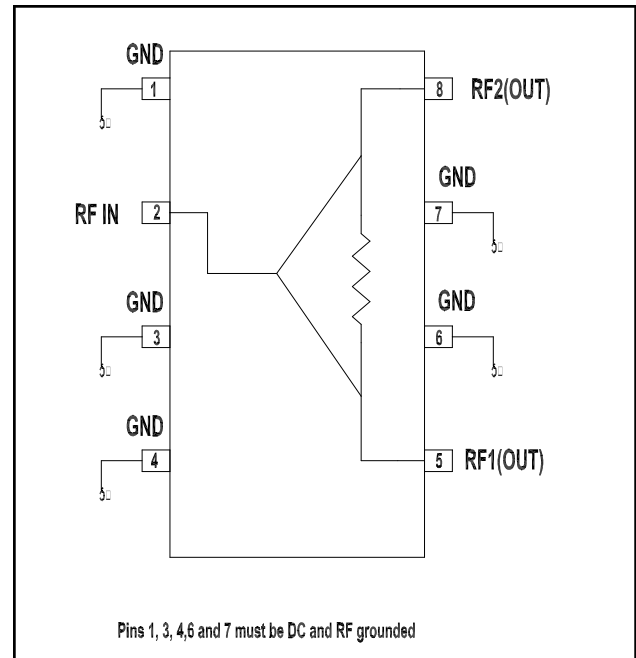 GND
1
8
RF2(OUT)
GND
RF IN
2
7
GND
GND
3
6
GND
4
5
RF1(OUT)
Pins 1, 3, 4,6 and 7 must be DC and RF grounded